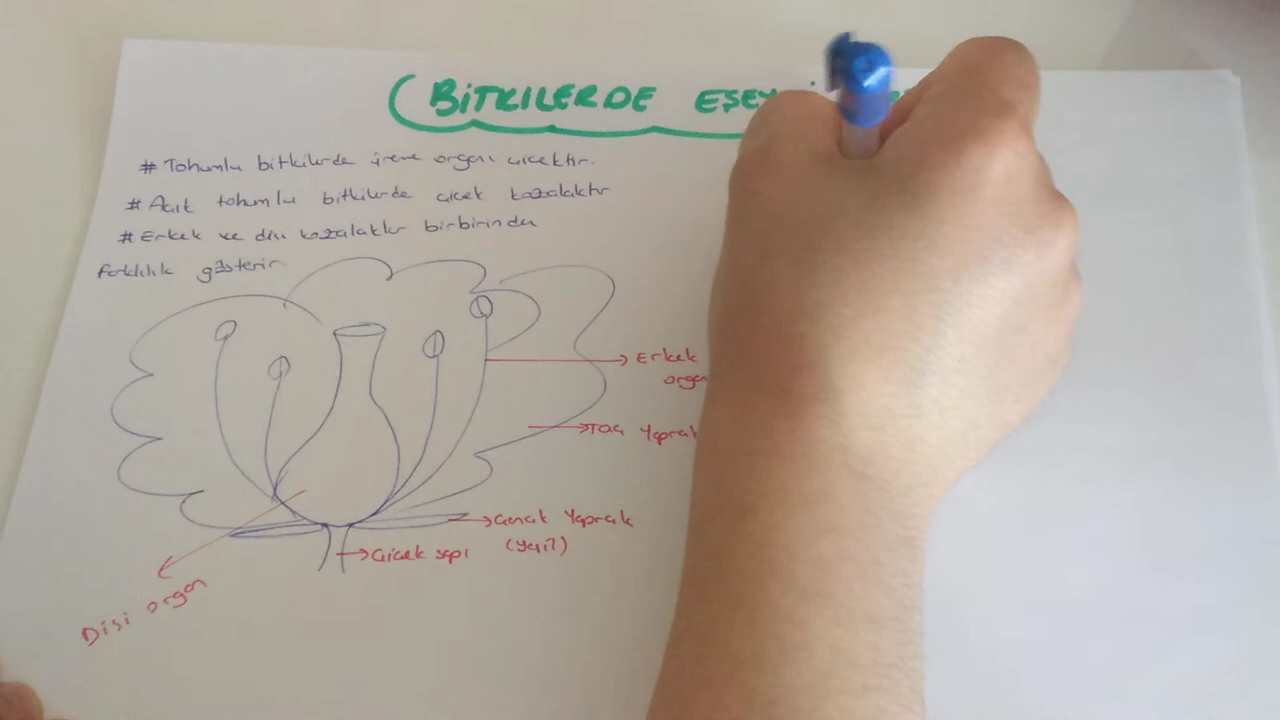 BİTKİLERDE EŞEY
# Tohumlu bitkilerde üreme organı çiçektir.
# Açık tohumlu bitkilerde çiçek kozalaktır
# Erkek ve dişi kozalaklar birbirinden
farklılık gösterir.
Erkek
organ
Taç Yaprak
Çanak Yaprak
(yeşil)
Çiçek sapı
Dişi organ